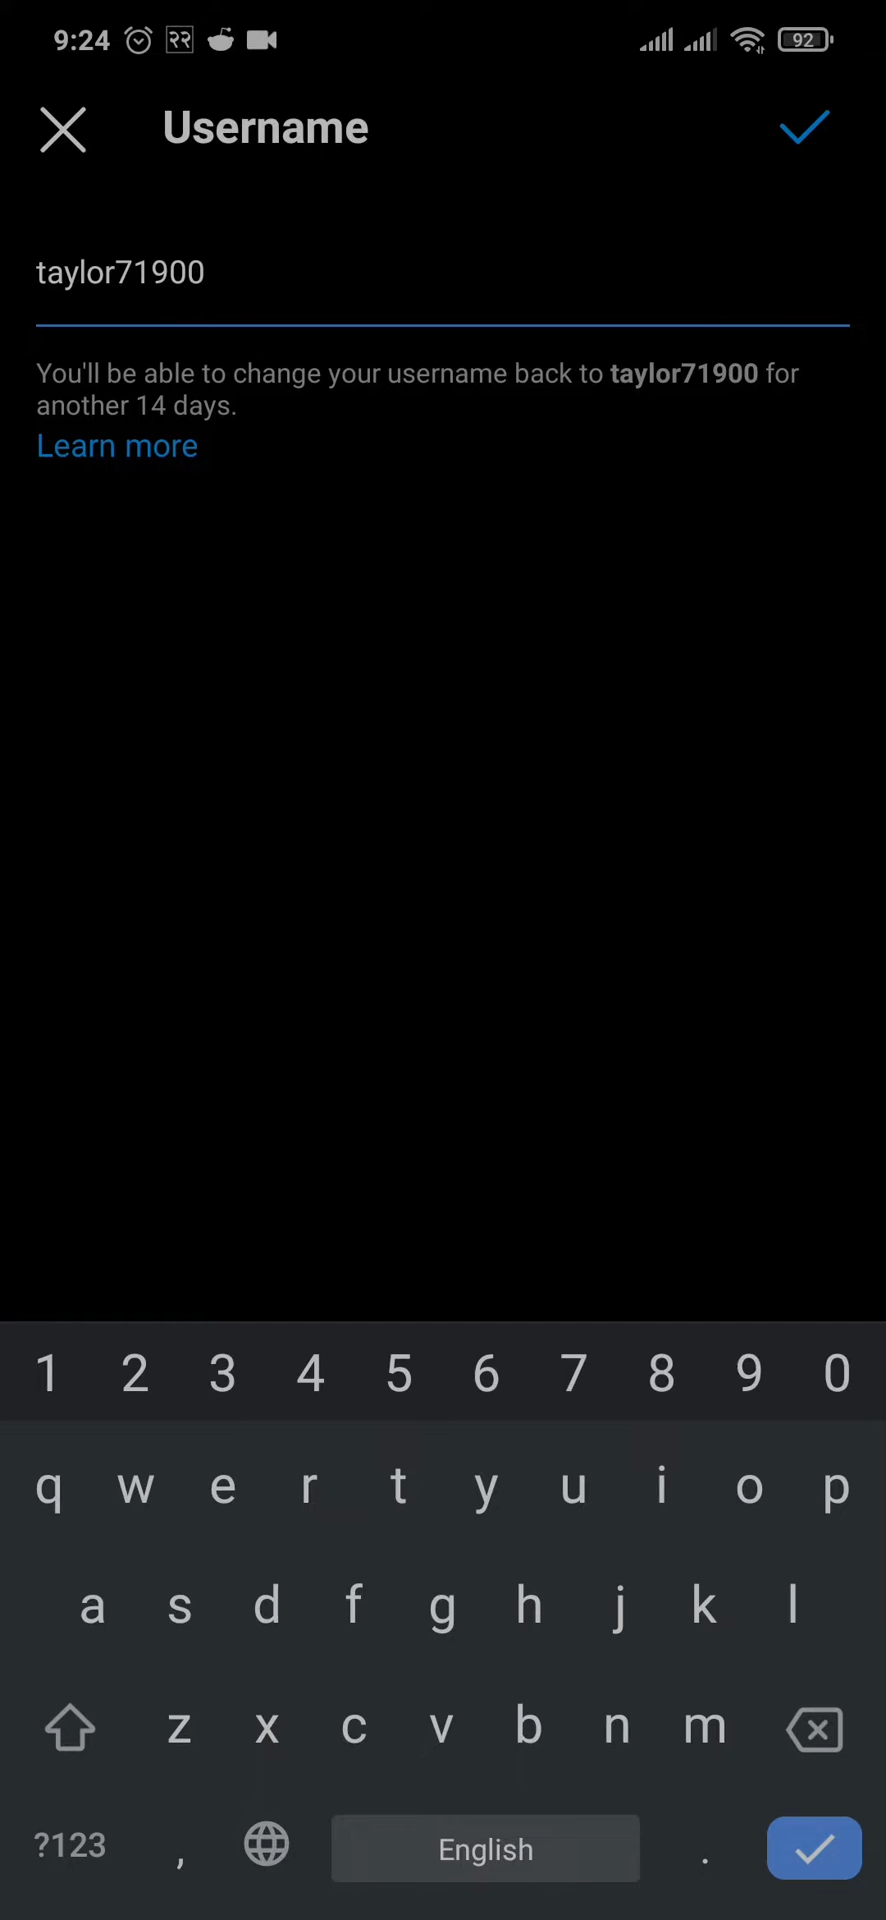 9:24 २२ 92
Username
taylor71900
You'll be able to change your username back to taylor71900 for
another 14 days.
Learn more
1 2 3 4 5 6 7 8 9 0
q w e r t y u i o p
a s d f g h j k l
z x c v b n m
?123 , English .